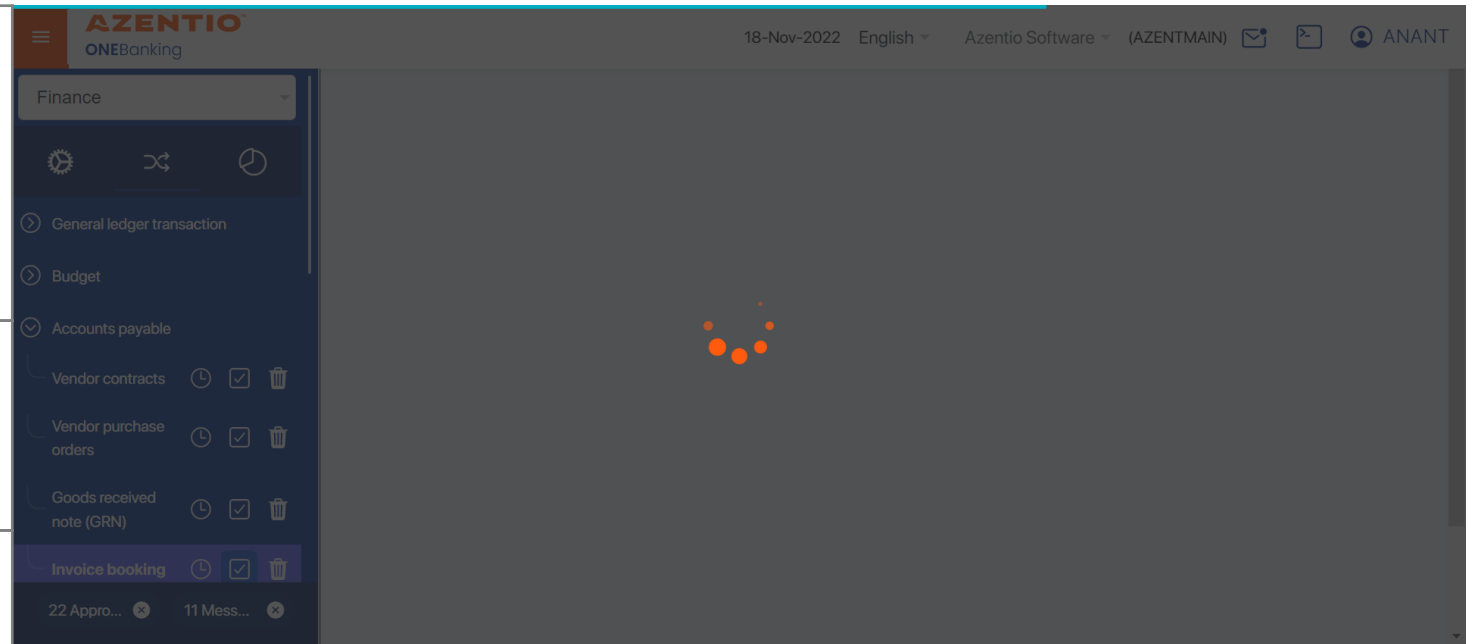 AZENTIO
ONEBanking
18-Nov-2022 English Azentio Software (AZENTMAIN) ANANT
Finance
General ledger transaction
Budget
Accounts payable
Vendor contracts
Vendor purchase
orders
Goods received
note (GRN)
Invoice booking
22 Appro... 11 Mess...